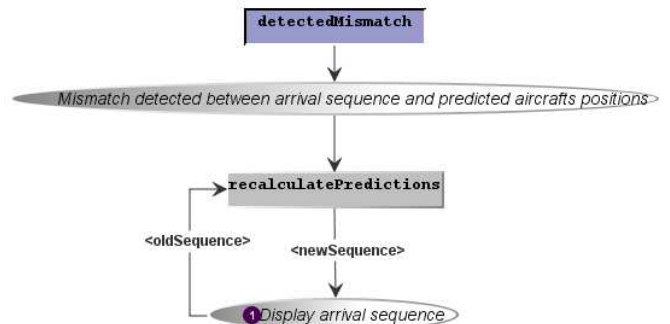 detectedMismatch
Mismatch detected between arrival sequence and predicted aircrafts positions
recalculatePredictions
<oldSequence>
<newSequence>
1 Display arrival sequence